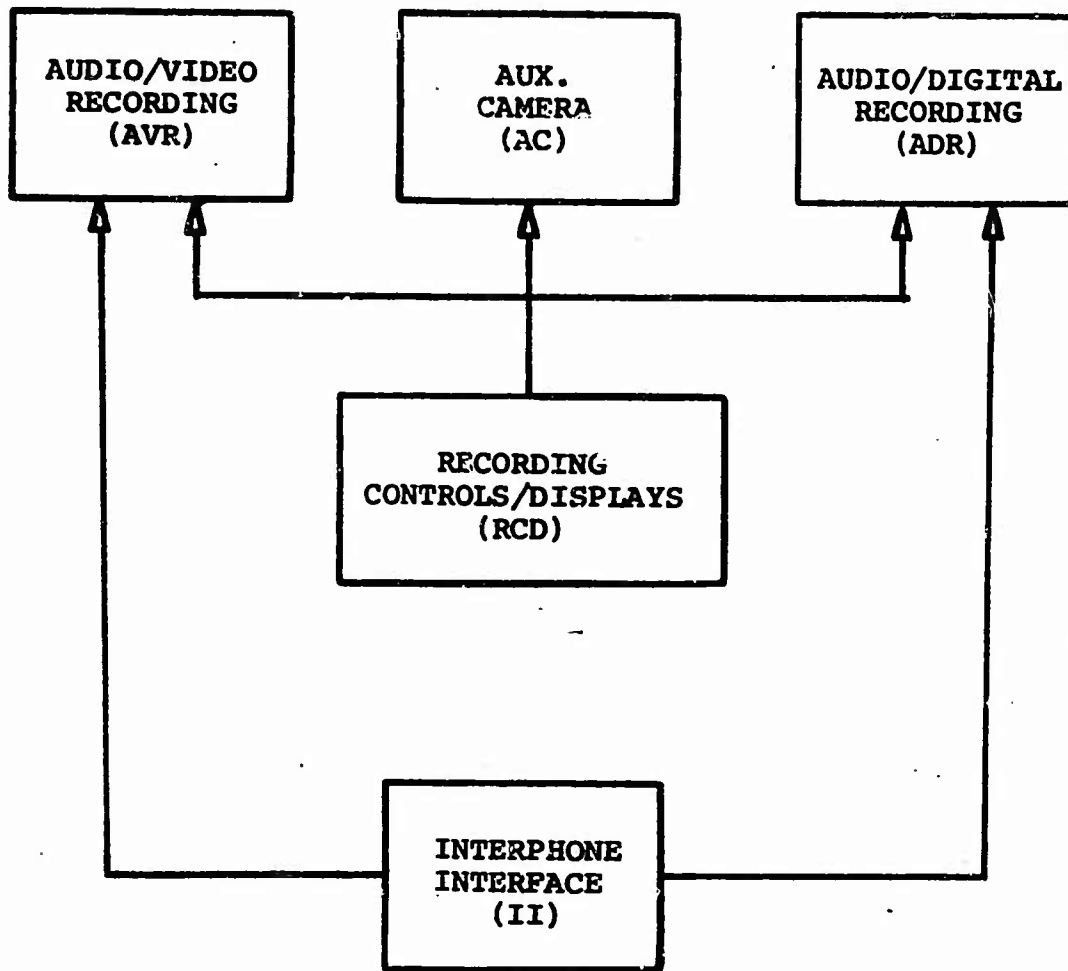 AUDIO/VIDEO
RECORDING
(AVR)
AUX.
CAMERA
(AC)
AUDIO/DIGITAL
RECORDING
(ADR)
RECORDING
CONTROLS/DISPLAYS
(RCD)
INTERPHONE
INTERFACE
(II)